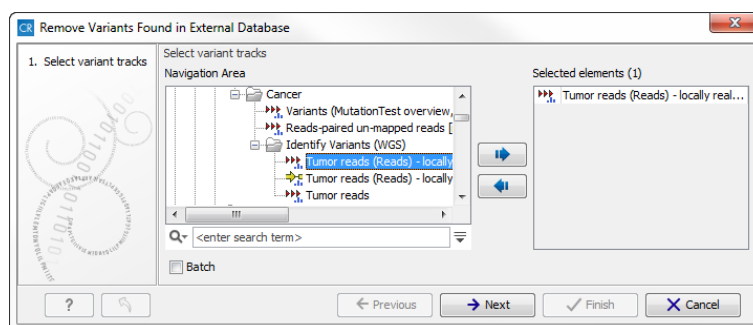 CR Remove Variants Found in External Database
1. Select variant tracks
Select variant tracks
Navigation Area
Selected elements (1)
Cancer
Variants (MutationTest overview,
Reads-paired un-mapped reads [
Identify Variants (WGS)
Tumor reads (Reads) - locally
Tumor reads (Reads) - locally
Tumor reads
Tumor reads (Reads) - locally real...
<enter search term>
Batch
?
Previous
Next
Finish
Cancel